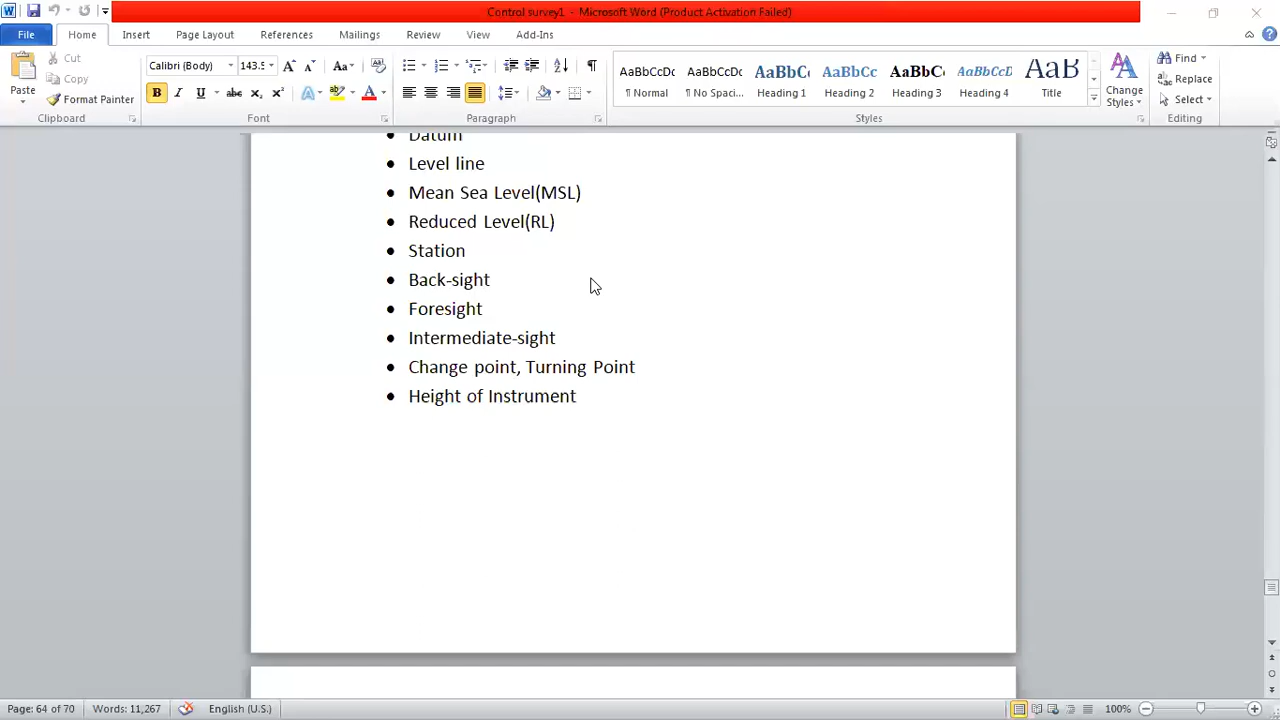 Control survey1 - Microsoft Word (Product Activation Failed)
File Home Insert Page Layout References Mailings Review View Add-Ins
Paste Cut Copy Format Painter
Calibri (Body) 143.5
AaBbCcDc AaBbCcDc AaBbC AaBbCc AaBbC AaBbCcD AaB
¶ Normal ¶ No Spaci... Heading 1 Heading 2 Heading 3 Heading 4 Title
Change Styles
Find Replace Select
Clipboard Font Paragraph Styles Editing
• Datum
• Level line
• Mean Sea Level(MSL)
• Reduced Level(RL)
• Station
• Back-sight
• Foresight
• Intermediate-sight
• Change point, Turning Point
• Height of Instrument
Page: 64 of 70 Words: 11,267 English (U.S.) 100%